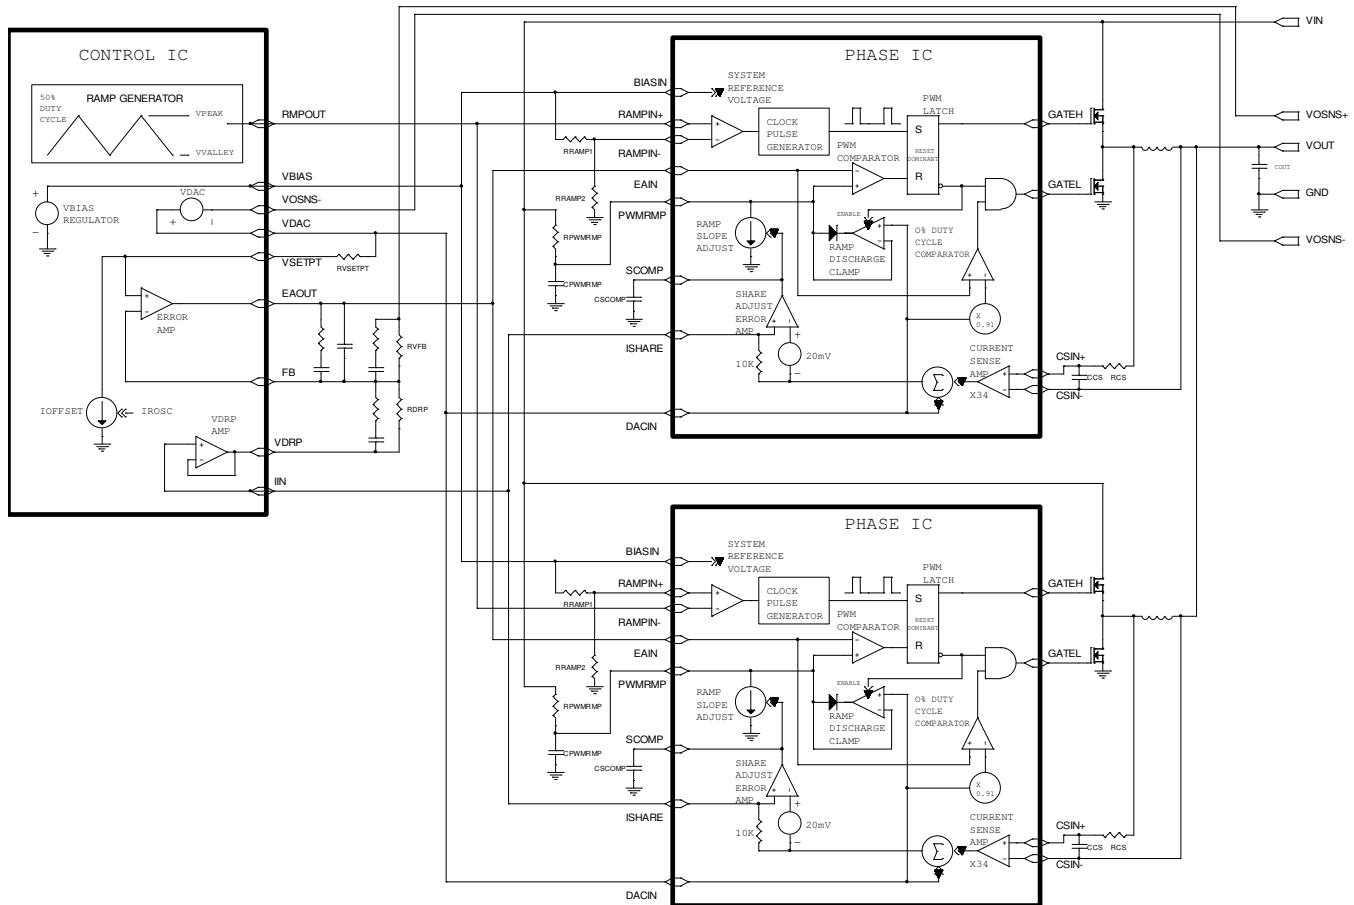 CONTROL IC
50%
DUTY
CYCLE
RAMP GENERATOR
VPEAK
VVALLEY
RMPOUT
VBIAS
VOSNS-
VDAC
VSETPT
EAOUT
FB
VDRP
IIN
+
VBIAS
REGULATOR
−
VDAC
+
−
RVSETPT
+
−
ERROR
AMP
IOFFSET
IROSC
VDRP
AMP
+
−
RVFB
RDRP
VIN
VOSNS+
VOUT
COUT
GND
VOSNS-
PHASE IC
BIASIN
SYSTEM
REFERENCE
VOLTAGE
RAMPIN+
RAMPIN-
RRAMP1
+
−
CLOCK
PULSE
GENERATOR
PWM
LATCH
S
RESET
DOMINANT
R
PWM
COMPARATOR
−
+
GATEH
GATEL
EAIN
RRAMP2
PWMRMP
RPWMRMP
CPWMRMP
RAMP
SLOPE
ADJUST
ENABLE
+
−
RAMP
DISCHARGE
CLAMP
0% DUTY
CYCLE
COMPARATOR
+
−
X
0.91
SCOMP
CSCOMP
SHARE
ADJUST
ERROR
AMP
+
−
ISHARE
10K
+
20mV
−
Σ
CURRENT
SENSE
AMP
+
−
X34
CSIN+
CCS
RCS
CSIN-
DACIN
PHASE IC
BIASIN
SYSTEM
REFERENCE
VOLTAGE
RAMPIN+
RAMPIN-
RRAMP1
+
−
CLOCK
PULSE
GENERATOR
PWM
LATCH
S
RESET
DOMINANT
R
PWM
COMPARATOR
−
+
GATEH
GATEL
EAIN
RRAMP2
PWMRMP
RPWMRMP
CPWMRMP
RAMP
SLOPE
ADJUST
ENABLE
+
−
RAMP
DISCHARGE
CLAMP
0% DUTY
CYCLE
COMPARATOR
+
−
X
0.91
SCOMP
CSCOMP
SHARE
ADJUST
ERROR
AMP
+
−
ISHARE
10K
+
20mV
−
Σ
CURRENT
SENSE
AMP
+
−
X34
CSIN+
CCS
RCS
CSIN-
DACIN